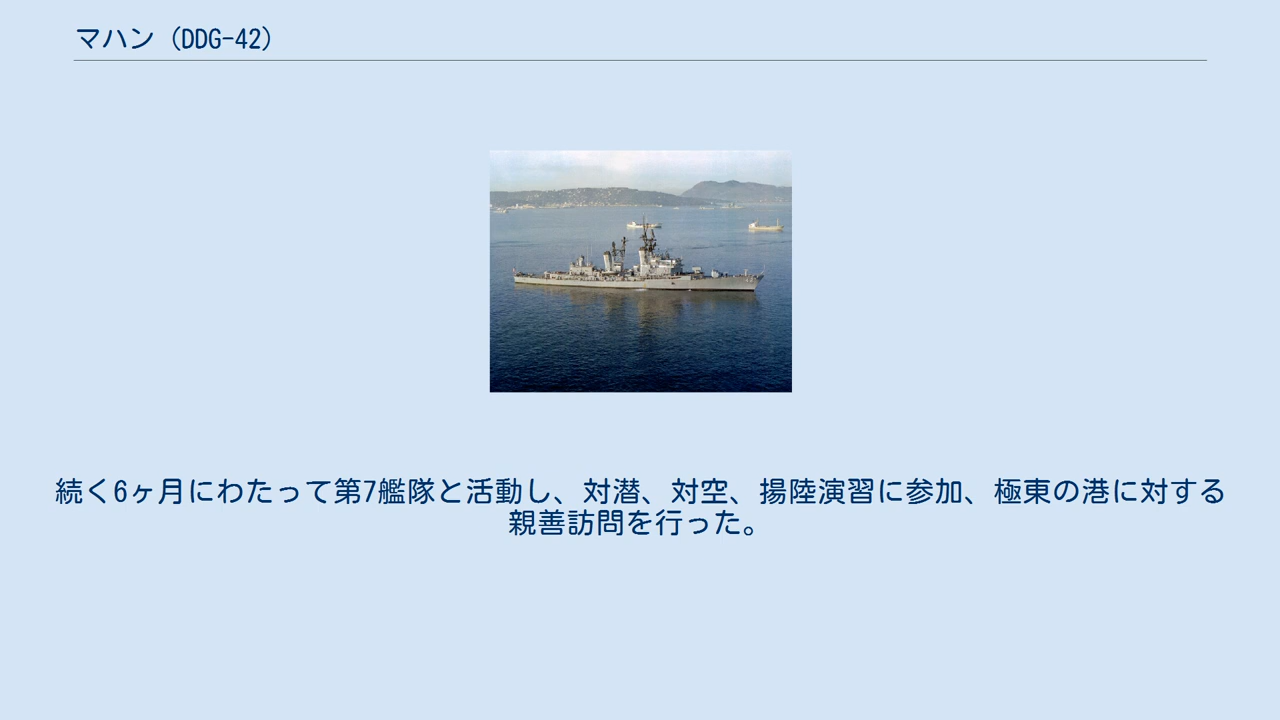 マハン（DDG-42）
続く6ヶ月にわたって第7艦隊と活動し、対潜、対空、揚陸演習に参加、極東の港に対する
親善訪問を行った。